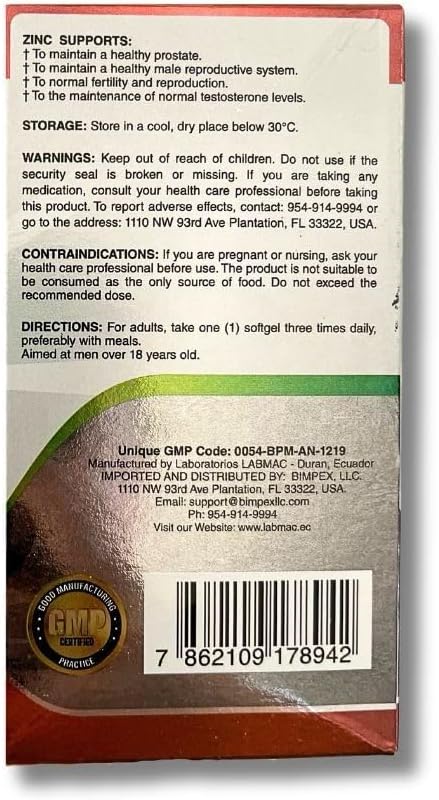 ZINC SUPPORTS:
† To maintain a healthy prostate.
† To maintain a healthy male reproductive system.
† To normal fertility and reproduction.
† To the maintenance of normal testosterone levels.
STORAGE: Store in a cool, dry place below 30°C.
WARNINGS: Keep out of reach of children. Do not use if the
security seal is broken or missing. If you are taking any
medication, consult your health care professional before taking
this product. To report adverse effects, contact: 954-914-9994 or
go to the address: 1110 NW 93rd Ave Plantation, FL 33322, USA.
CONTRAINDICATIONS: If you are pregnant or nursing, ask your
health care professional before use. The product is not suitable to
be consumed as the only source of food. Do not exceed the
recommended dose.
DIRECTIONS: For adults, take one (1) softgel three times daily,
preferably with meals.
Aimed at men over 18 years old.
Unique GMP Code: 0054-BPM-AN-1219
Manufactured by Laboratorios LABMAC - Duran, Ecuador
IMPORTED AND DISTRIBUTED BY: BIMPEX, LLC.
1110 NW 93rd Ave Plantation, FL 33322, USA.
Email: support@bimpexllc.com
Ph: 954-914-9994
Visit our Website: www.labmac.ec
GOOD MANUFACTURING
GMP
CERTIFIED
PRACTICE
7 862109 178942